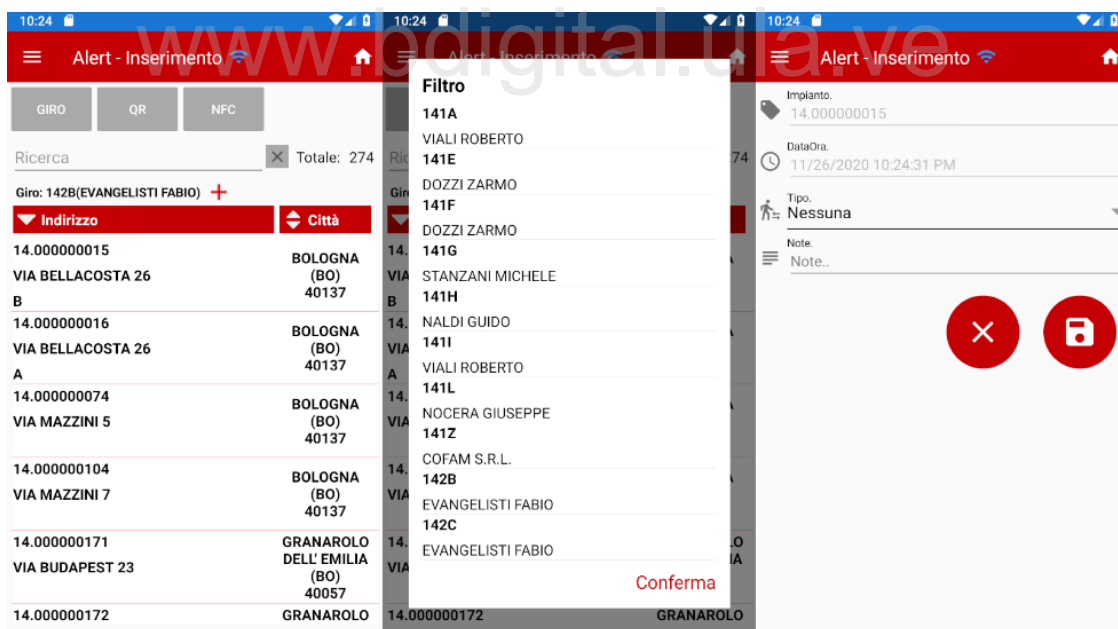 10:24
Alert - Inserimento
GIRO QR NFC
Ricerca
Totale: 274
Giro: 142B(EVANGELISTI FABIO)
Indirizzo Città
14.000000015
VIA BELLACOSTA 26
B
BOLOGNA
(BO)
40137
14.000000016
VIA BELLACOSTA 26
A
BOLOGNA
(BO)
40137
14.000000074
VIA MAZZINI 5
BOLOGNA
(BO)
40137
14.000000104
VIA MAZZINI 7
BOLOGNA
(BO)
40137
14.000000171
VIA BUDAPEST 23
GRANAROLO
DELL' EMILIA
(BO)
40057
14.000000172 GRANAROLO
10:24
Alert - Inserimento
Filtro
141A
VIALI ROBERTO
141E
DOZZI ZARMO
141F
DOZZI ZARMO
141G
STANZANI MICHELE
141H
NALDI GUIDO
141I
VIALI ROBERTO
141L
NOCERA GIUSEPPE
141Z
COFAM S.R.L.
142B
EVANGELISTI FABIO
142C
EVANGELISTI FABIO
Conferma
14.000000172 GRANAROLO
10:24
Alert - Inserimento
Impianto.
14.000000015
DataOra.
11/26/2020 10:24:31 PM
Tipo.
Nessuna
Note.
Note..
www.bdigital.ula.ve